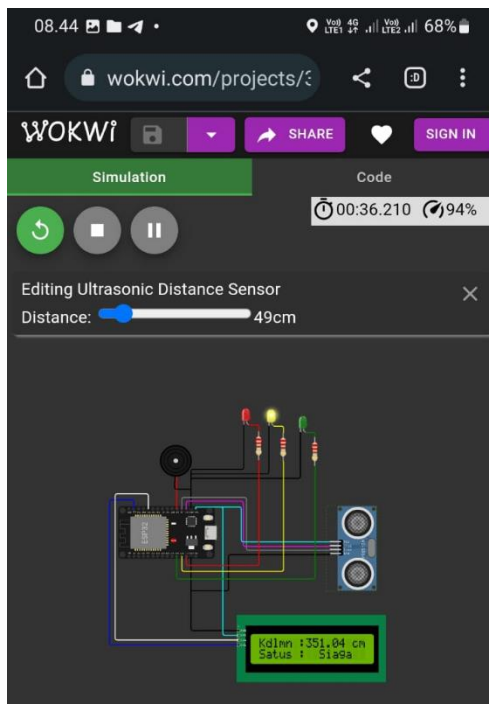 08.44
Vo)) 4G Vo))
LTE1 LTE2 68%
wokwi.com/projects/3 :D
WOKWi SHARE SIGN IN
Simulation Code
00:36.210 94%
Editing Ultrasonic Distance Sensor
Distance: 49cm
ESP32
Kdlmn :351.04 cm
Satus : Siaga